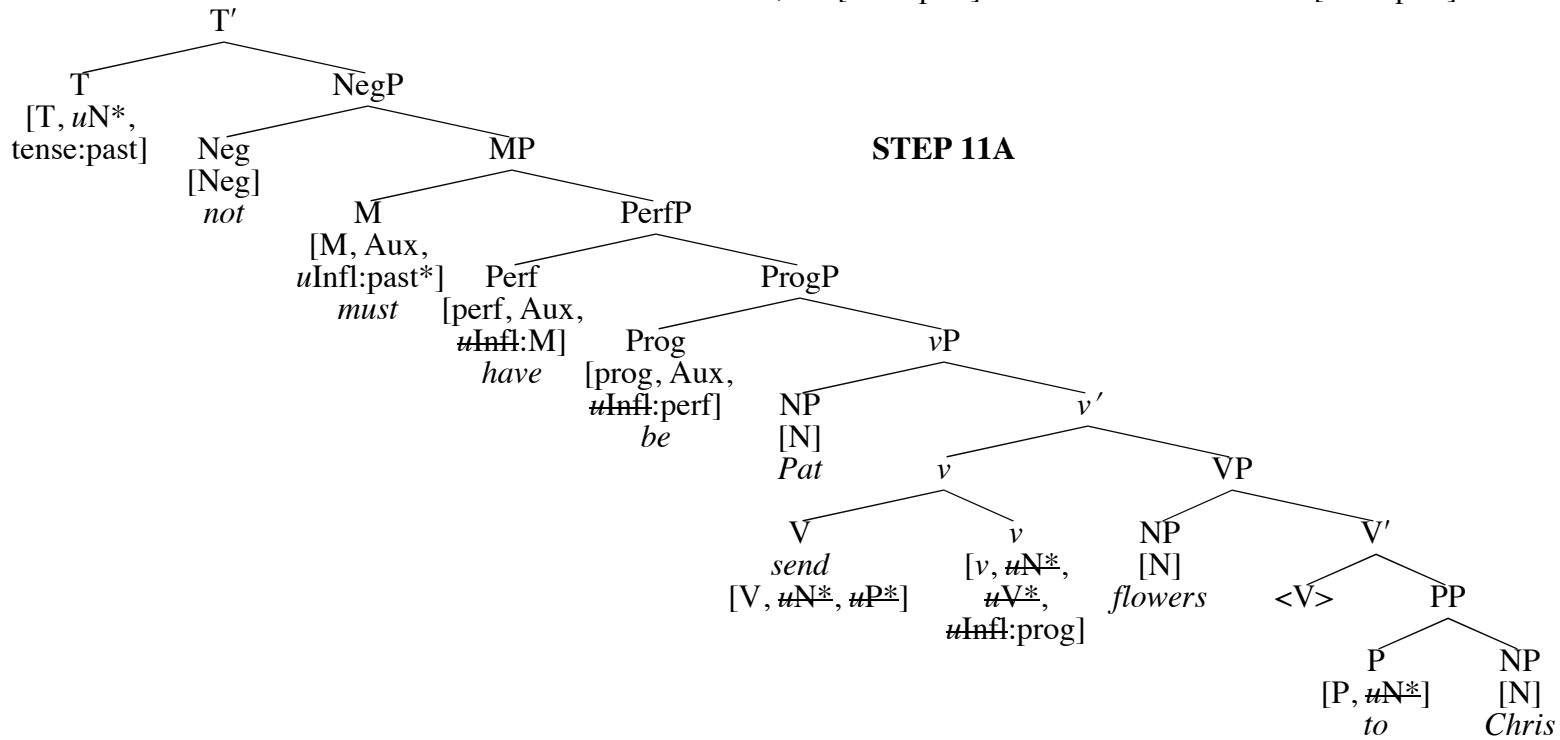 T′
T NegP
[T, uN*,
tense:past] Neg MP STEP 11A
[Neg]
not M PerfP
[M, Aux,
uInfl:past*] Perf ProgP
must [perf, Aux,
uInfl:M] Prog vP
have [prog, Aux,
uInfl:perf] NP v′
be [N]
Pat v VP
V v NP V′
send [v, uN*, [N]
[V, uN*, uP*] uV*, flowers <V> PP
uInfl:prog]
P NP
[P, uN*] [N]
to Chris